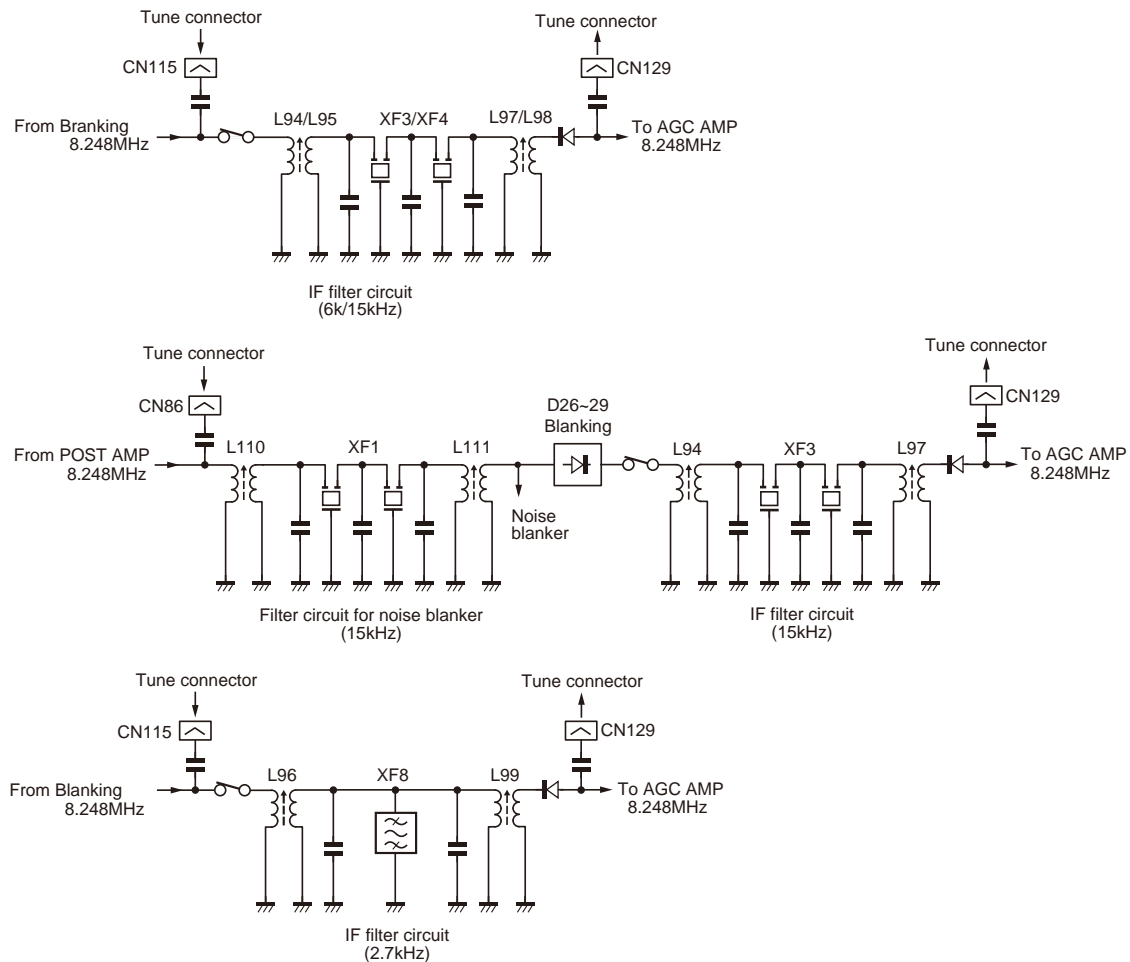 Tune connector
Tune connector
CN115
CN129
L94/L95
XF3/XF4
L97/L98
From Branking
8.248MHz
To AGC AMP
8.248MHz
IF filter circuit
(6k/15kHz)
Tune connector
Tune connector
CN86
CN129
D26~29
Blanking
L110
XF1
L111
L94
XF3
L97
From POST AMP
8.248MHz
To AGC AMP
8.248MHz
Noise
blanker
Filter circuit for noise blanker
(15kHz)
IF filter circuit
(15kHz)
Tune connector
Tune connector
CN115
CN129
L96
XF8
L99
From Blanking
8.248MHz
To AGC AMP
8.248MHz
IF filter circuit
(2.7kHz)